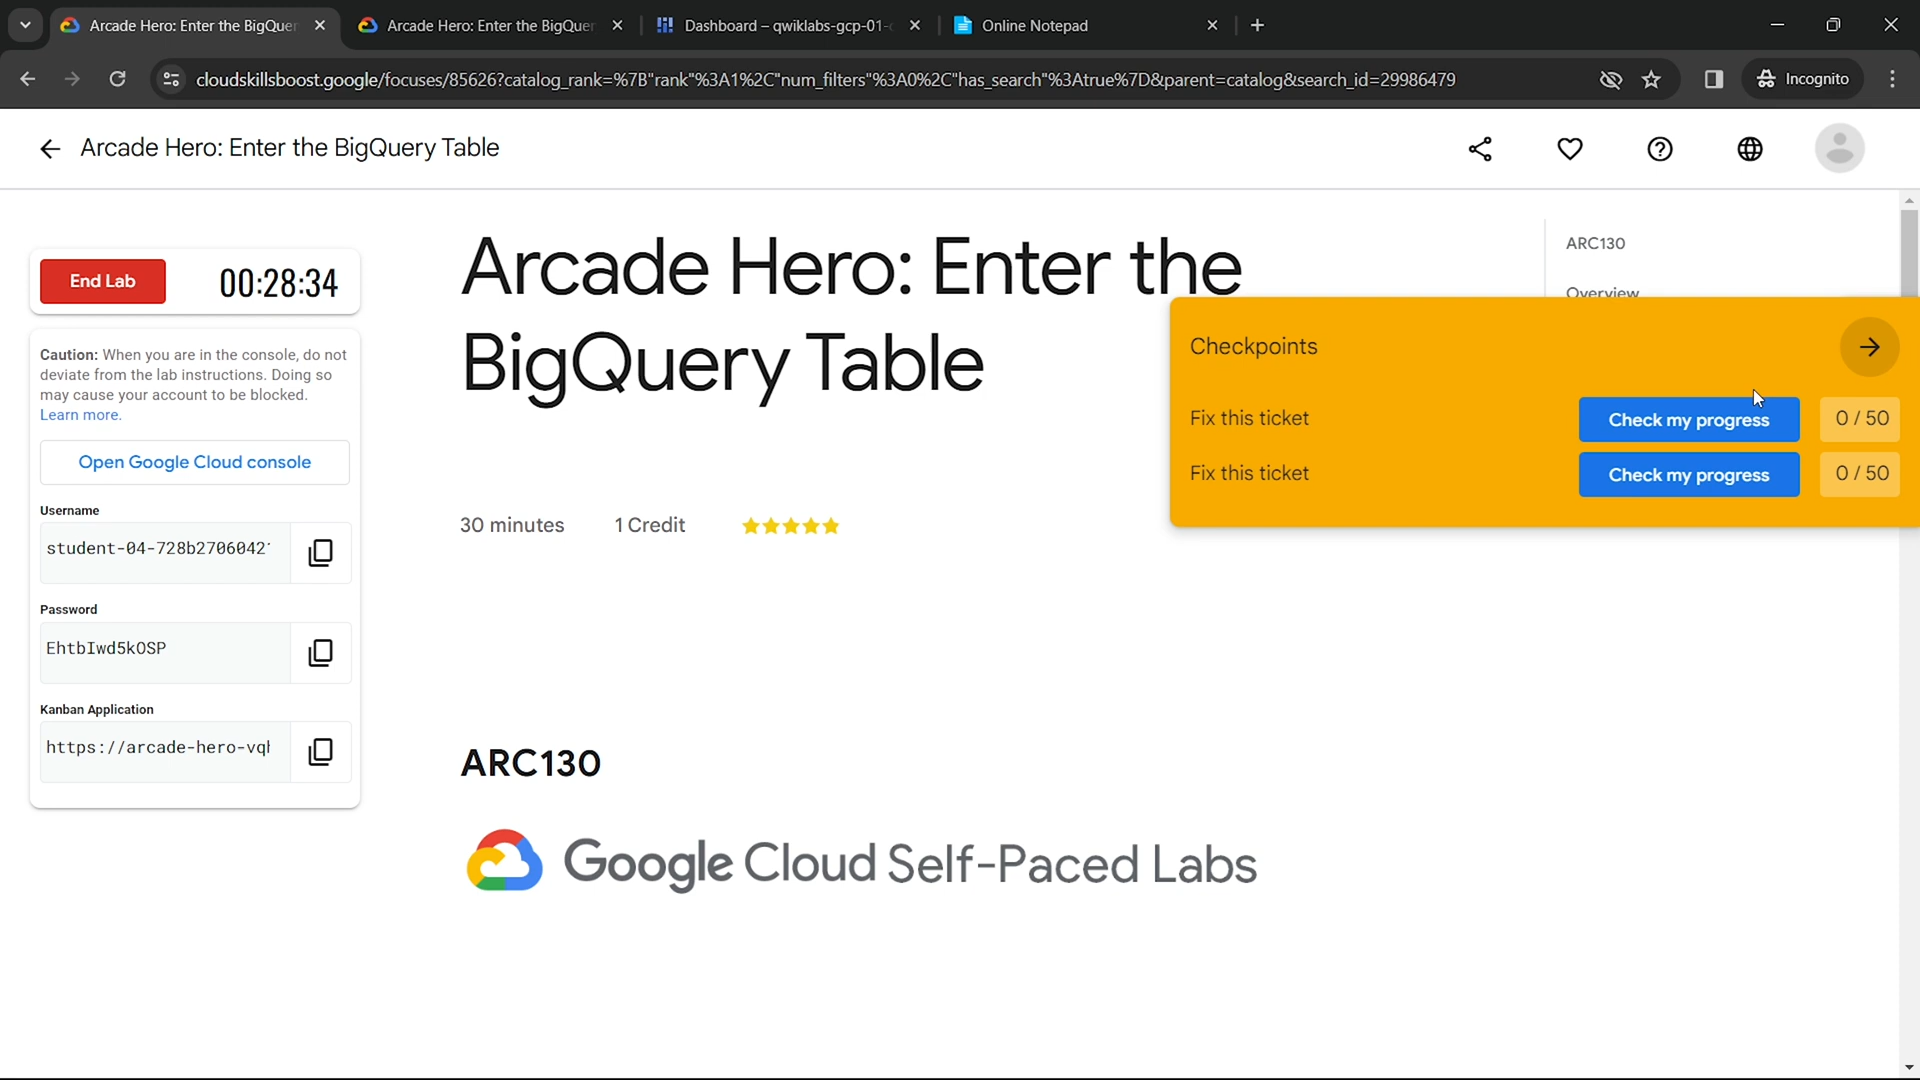 Arcade Hero: Enter the BigQuer
Arcade Hero: Enter the BigQuer
Dashboard – qwiklabs-gcp-01-
Online Notepad
cloudskillsboost.google/focuses/85626?catalog_rank=%7B"rank"%3A1%2C"num_filters"%3A0%2C"has_search"%3Atrue%7D&parent=catalog&search_id=29986479
Incognito
Arcade Hero: Enter the BigQuery Table
End Lab
00:28:34
Caution: When you are in the console, do not
deviate from the lab instructions. Doing so
may cause your account to be blocked.
Learn more.
Open Google Cloud console
Username
student-04-728b2706042
Password
EhtbIwd5kOSP
Kanban Application
https://arcade-hero-vq
Arcade Hero: Enter the
BigQuery Table
30 minutes
1 Credit
ARC130
Google Cloud Self-Paced Labs
ARC130
Overview
Checkpoints
Fix this ticket
Check my progress
0 / 50
Fix this ticket
Check my progress
0 / 50